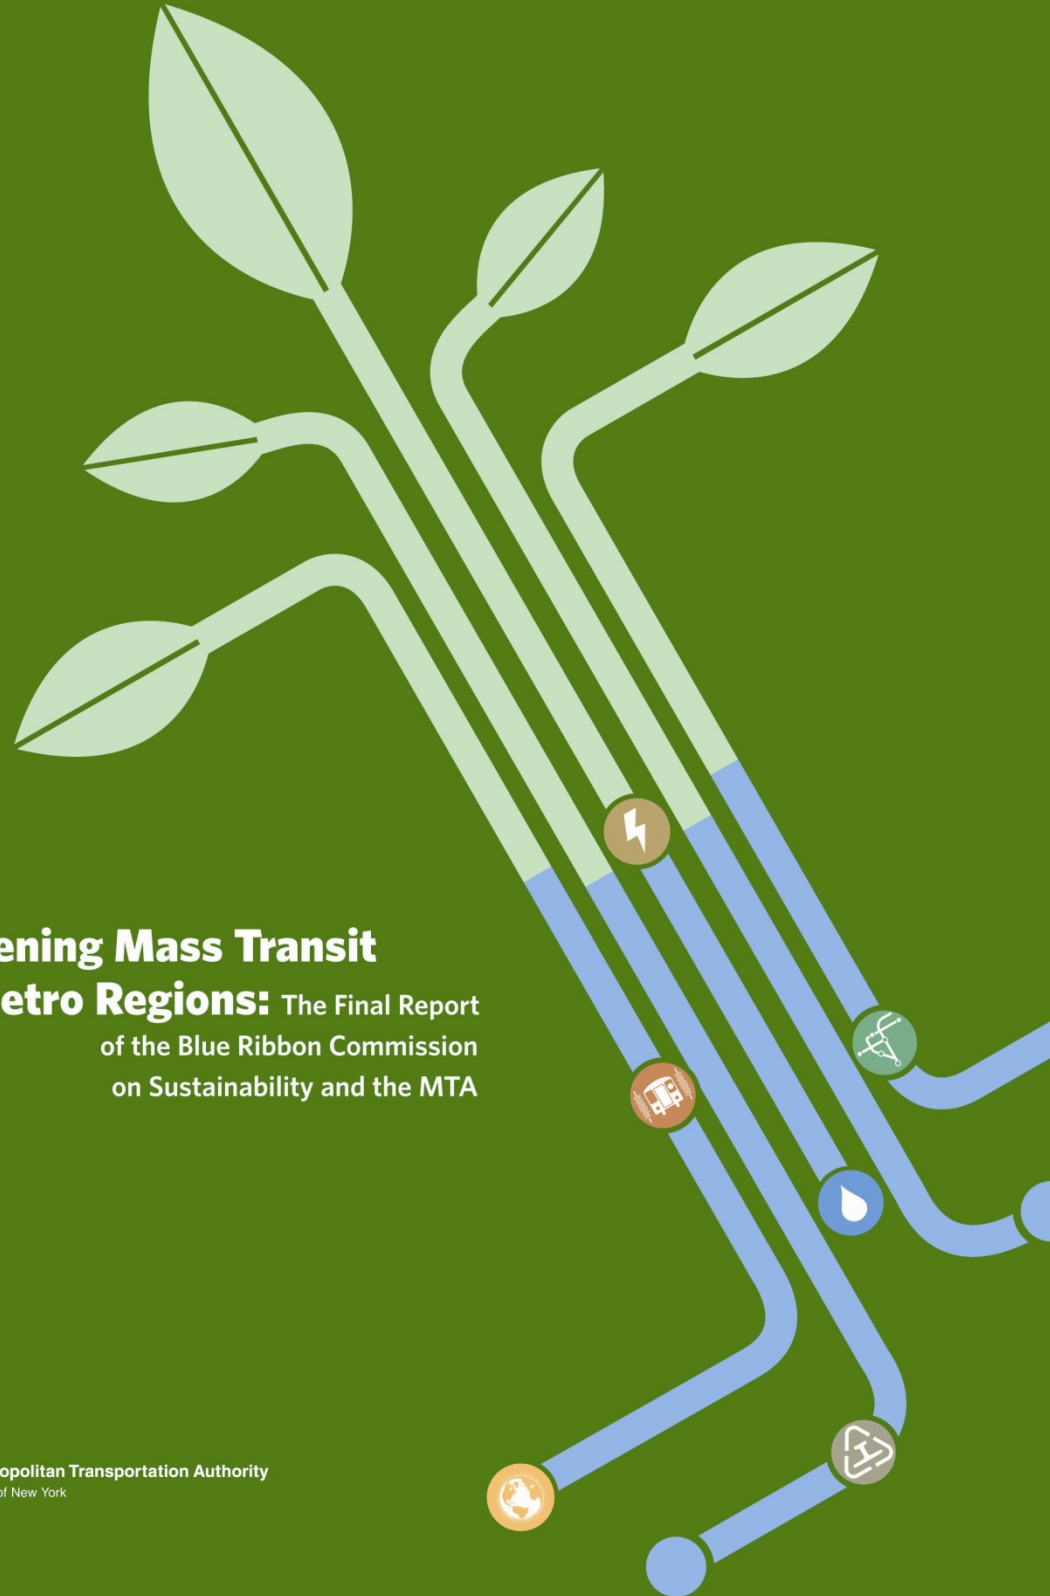 ening Mass Transit
etro Regions: The Final Report
of the Blue Ribbon Commission
on Sustainability and the MTA
opolitan Transportation Authority
of New York